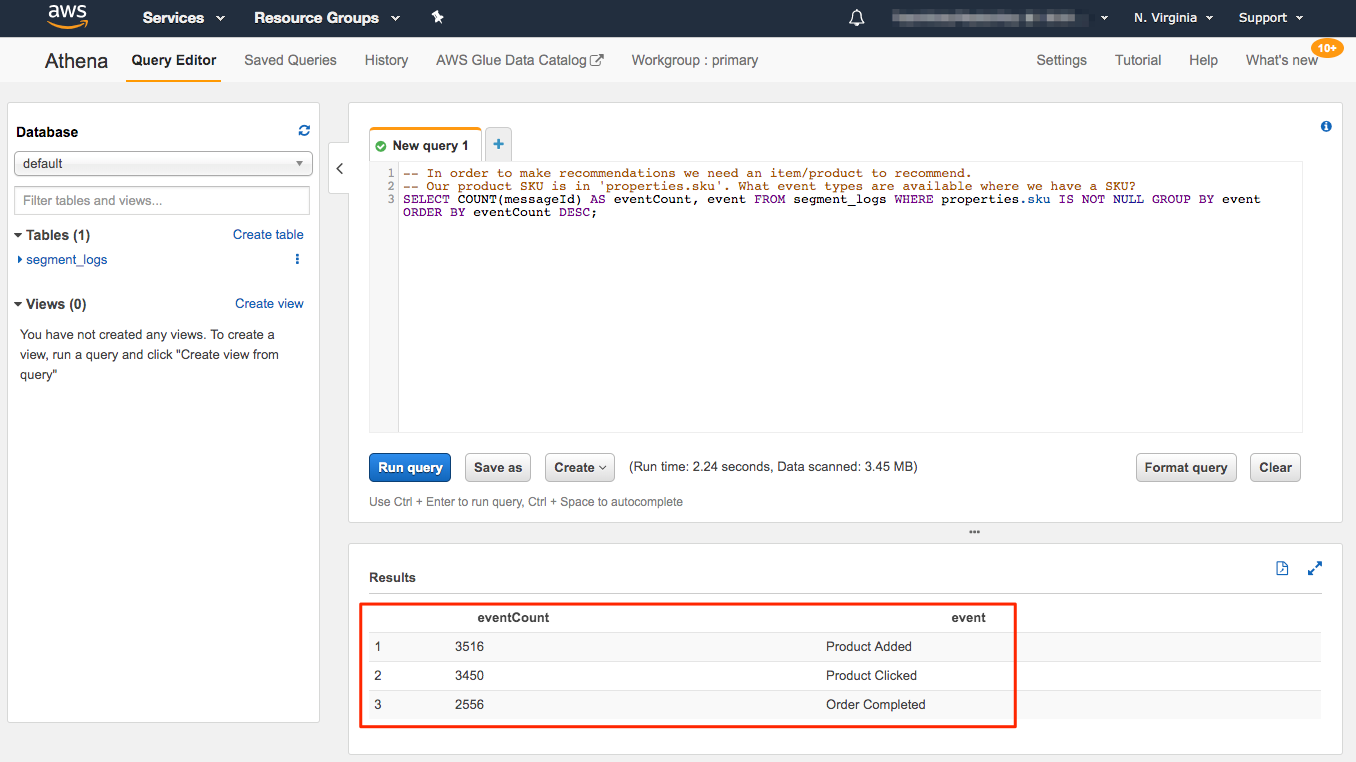 aws Services Resource Groups N. Virginia Support
Athena Query Editor Saved Queries History AWS Glue Data Catalog Workgroup : primary Settings Tutorial Help What's new 10+
Database
default
Filter tables and views...
Tables (1) Create table
segment_logs
Views (0) Create view
You have not created any views. To create a
view, run a query and click "Create view from
query"
New query 1 +
1 -- In order to make recommendations we need an item/product to recommend.
2 -- Our product SKU is in 'properties.sku'. What event types are available where we have a SKU?
3 SELECT COUNT(messageId) AS eventCount, event FROM segment_logs WHERE properties.sku IS NOT NULL GROUP BY event
ORDER BY eventCount DESC;
Run query Save as Create (Run time: 2.24 seconds, Data scanned: 3.45 MB) Format query Clear
Use Ctrl + Enter to run query, Ctrl + Space to autocomplete
Results
eventCount event
1 3516 Product Added
2 3450 Product Clicked
3 2556 Order Completed